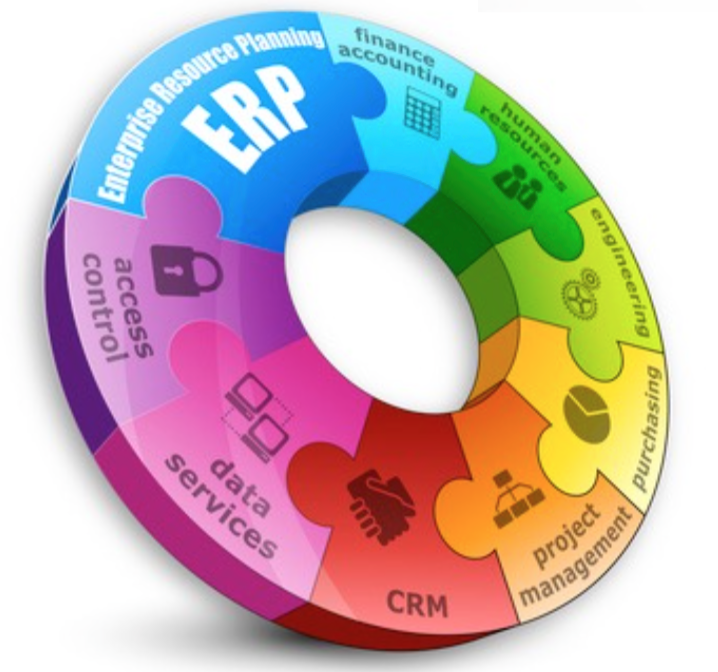 Enterprise Resource Planning
ERP
finance
accounting
human
resources
engineering
purchasing
project
management
CRM
data
services
access
control